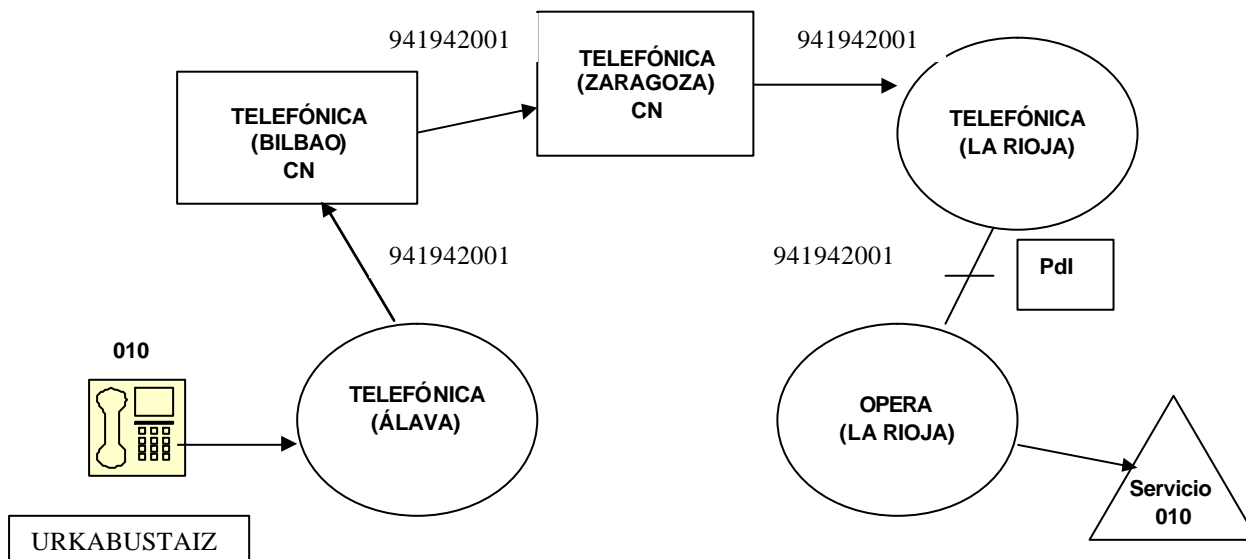 941942001
TELEFÓNICA
(ZARAGOZA)
CN
941942001
TELEFÓNICA
(LA RIOJA)
TELEFÓNICA
(BILBAO)
CN
941942001
941942001
PdI
010
TELEFÓNICA
(ÁLAVA)
OPERA
(LA RIOJA)
Servicio
010
URKABUSTAIZ